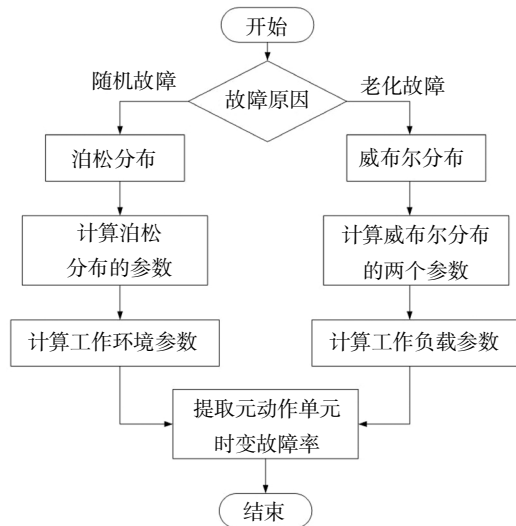 开始
随机故障
故障原因
老化故障
泊松分布
威布尔分布
计算泊松
分布的参数
计算威布尔分布
的两个参数
计算工作环境参数
计算工作负载参数
提取元动作单元
时变故障率
结束